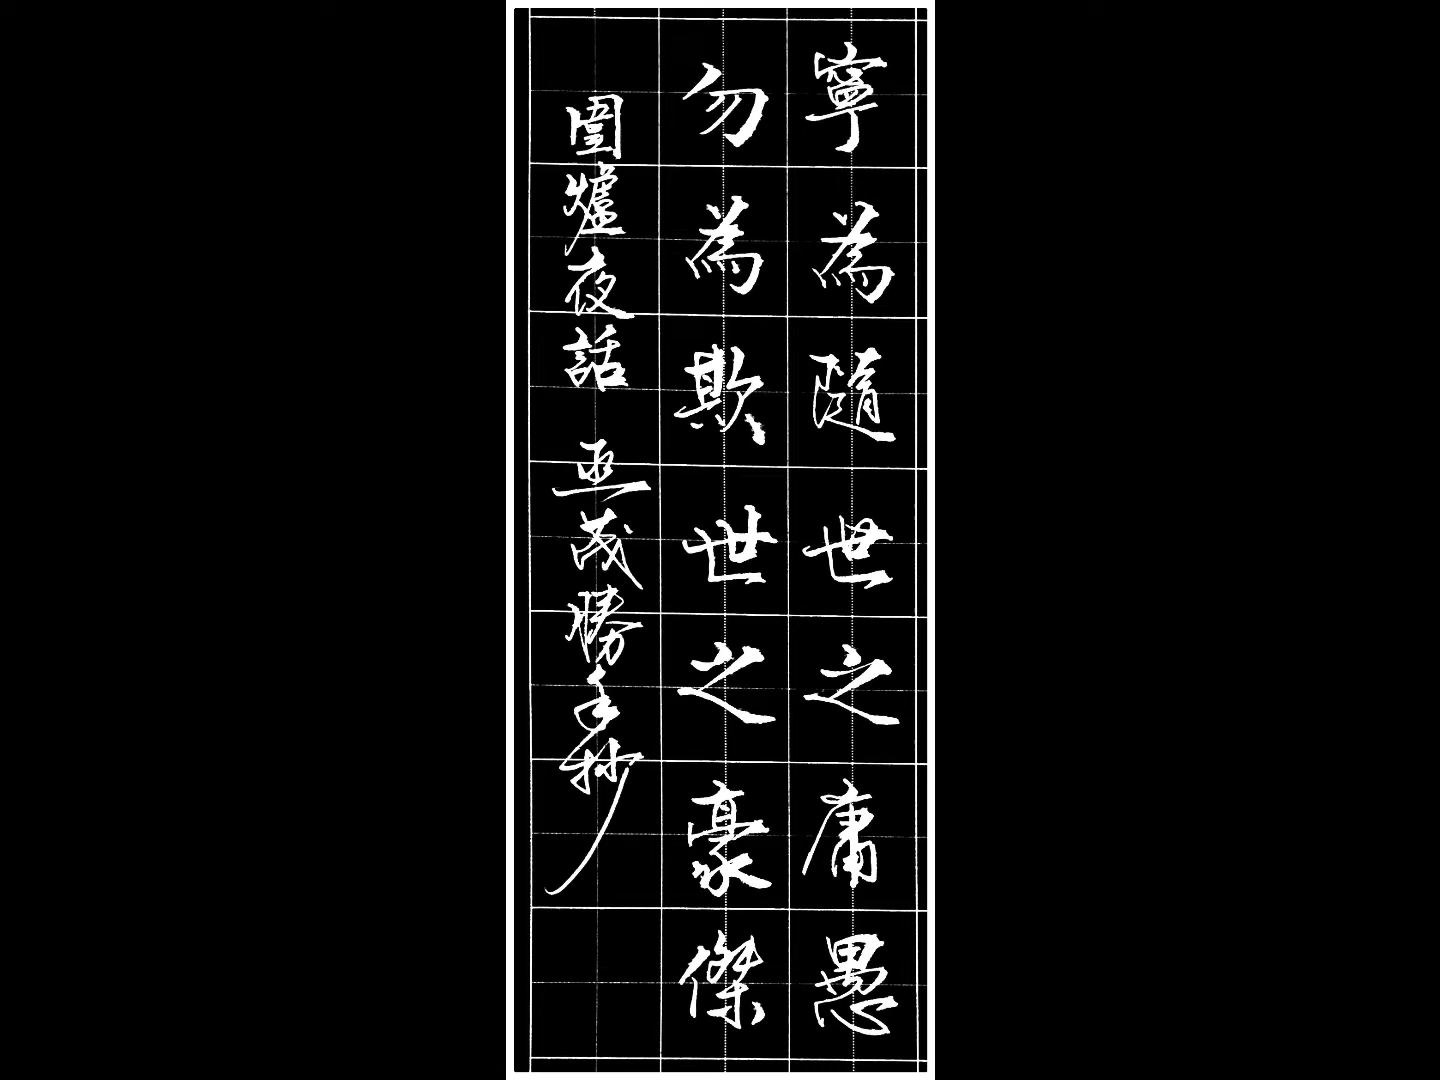 寧為隨世之庸愚
勿為欺世之豪傑
圍爐夜話 巫茂勝手抄